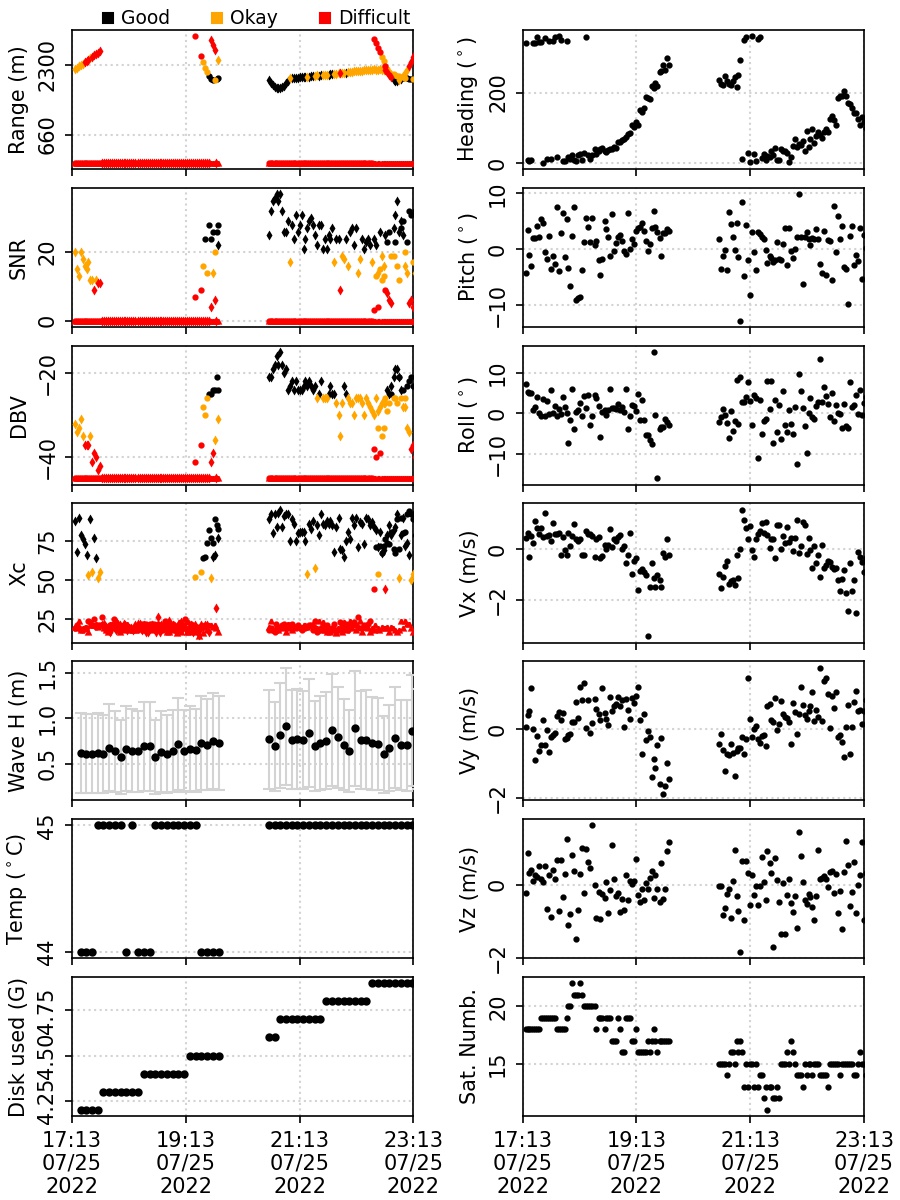 Good Okay Difficult
Range (m)
2300
660
Heading (°)
200
0
SNR
20
0
Pitch (°)
10
0
−10
DBV
−20
−40
Roll (°)
10
0
−10
Xc
75
50
25
Vx (m/s)
0
−2
Wave H (m)
1.5
1.0
0.5
Vy (m/s)
0
−2
Temp (°C)
45
44
Vz (m/s)
0
−2
Disk used (G)
4.75
4.50
4.25
Sat. Numb.
20
15
17:13 19:13 21:13 23:13
07/25 07/25 07/25 07/25
2022 2022 2022 2022
17:13 19:13 21:13 23:13
07/25 07/25 07/25 07/25
2022 2022 2022 2022